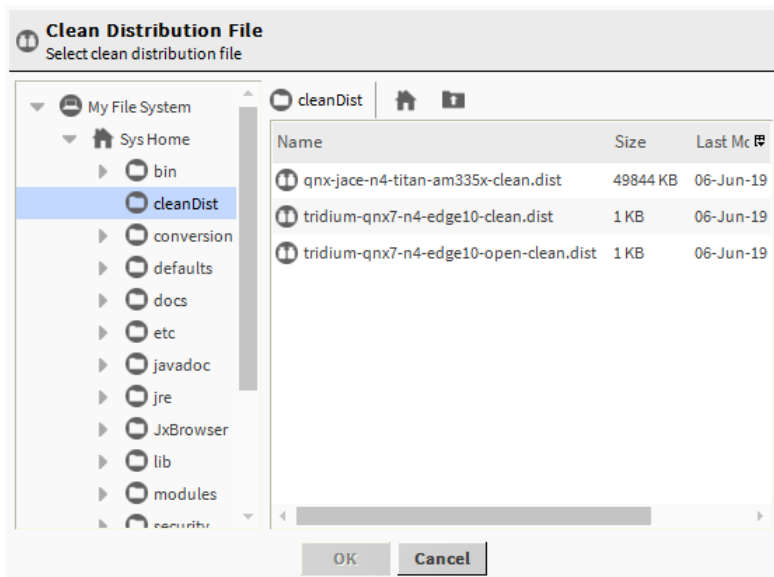 Clean Distribution File
Select clean distribution file
My File System
Sys Home
bin
cleanDist
conversion
defaults
docs
etc
javadoc
jre
JxBrowser
lib
modules
security
cleanDist
Name Size Last Mc
qnx-jace-n4-titan-am335x-clean.dist 49844 KB 06-Jun-19
tridium-qnx7-n4-edge10-clean.dist 1 KB 06-Jun-19
tridium-qnx7-n4-edge10-open-clean.dist 1 KB 06-Jun-19
OK Cancel